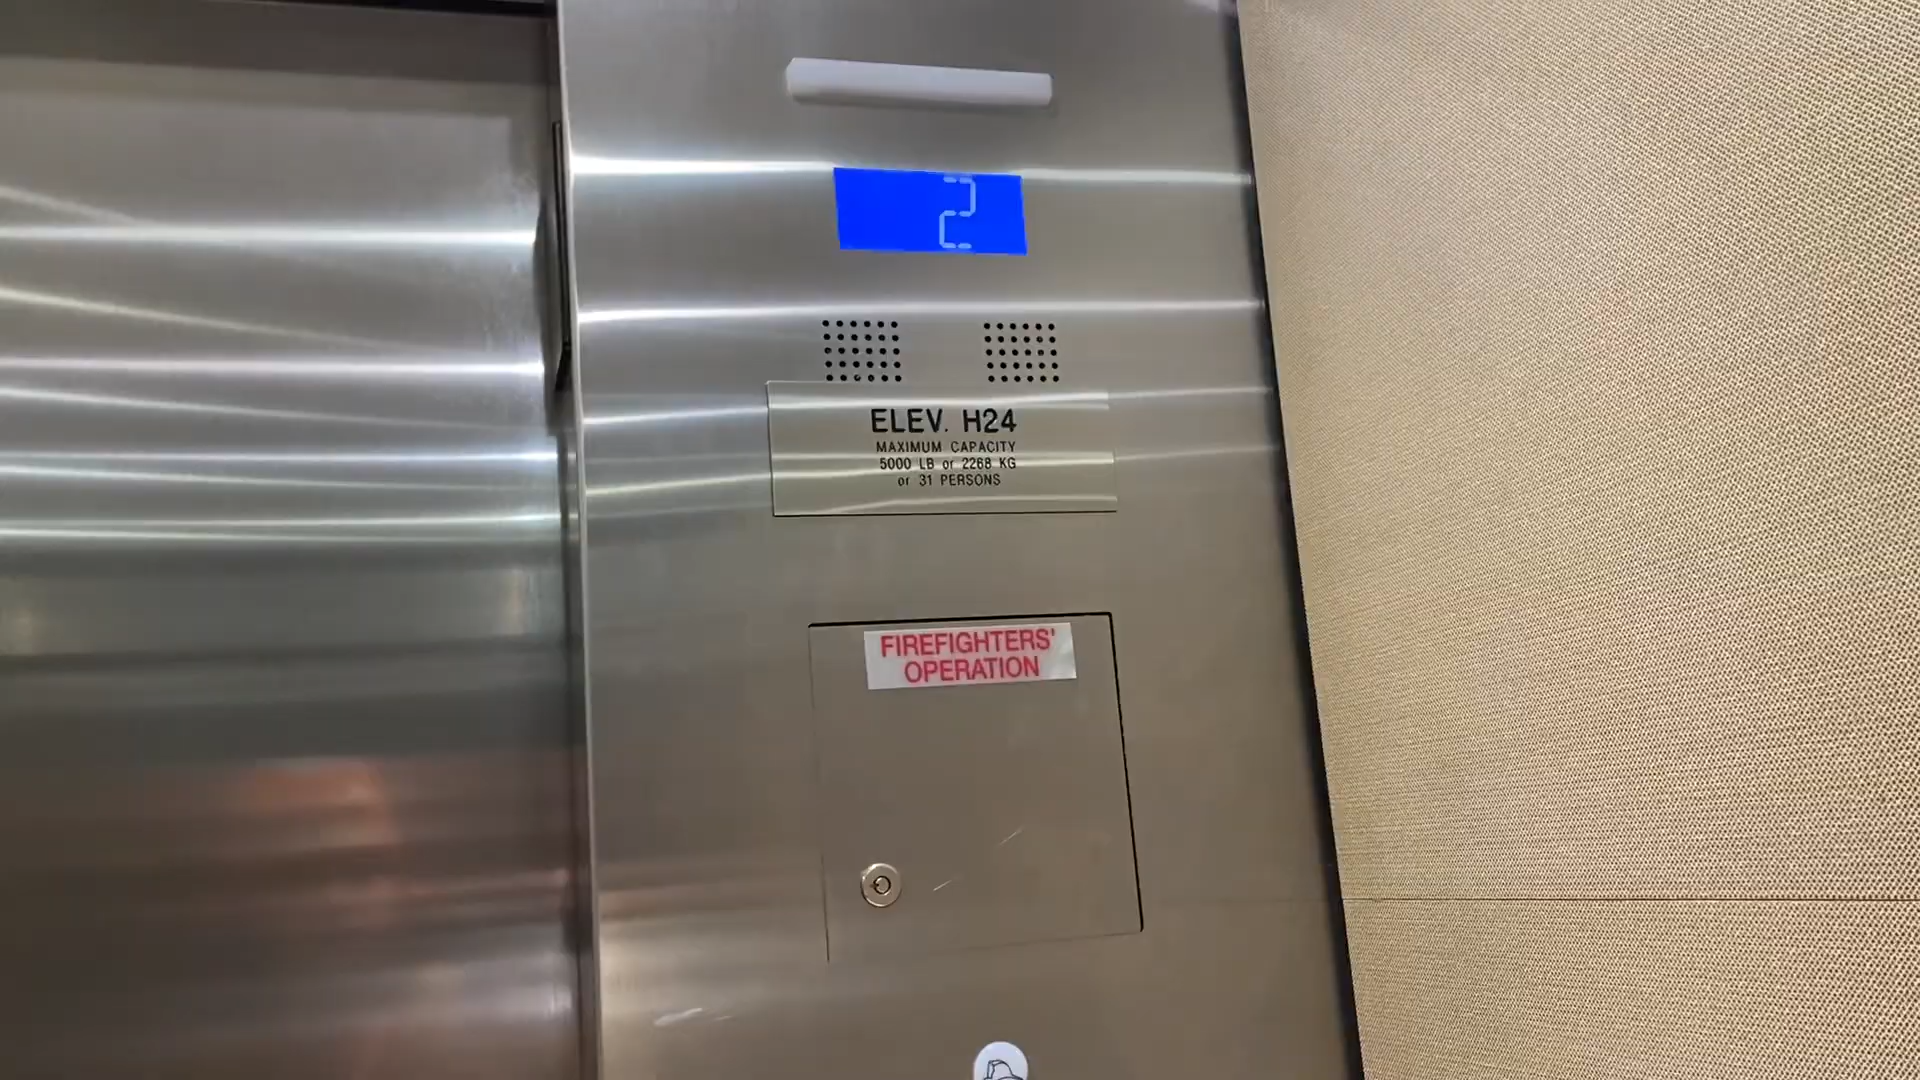 2
ELEV. H24
MAXIMUM CAPACITY
5000 LB or 2268 KG
or 31 PERSONS
FIREFIGHTERS'
OPERATION